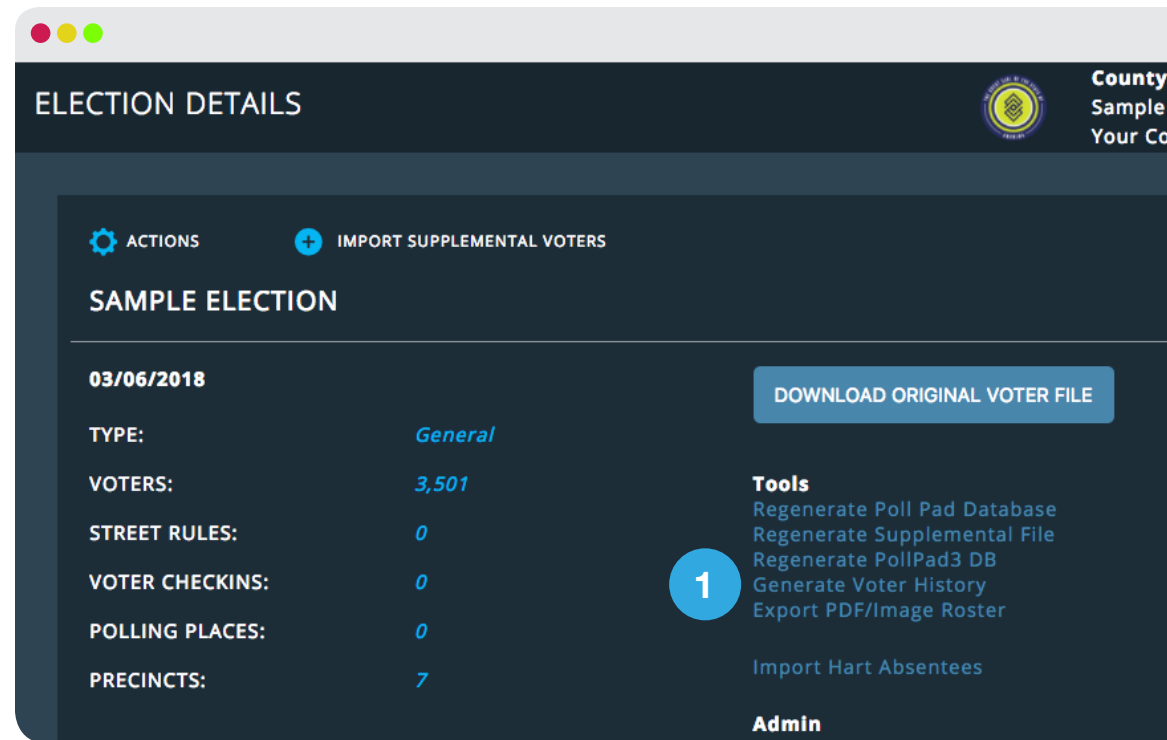 ELECTION DETAILS
County
Sample
Your Co
ACTIONS
IMPORT SUPPLEMENTAL VOTERS
SAMPLE ELECTION
03/06/2018
DOWNLOAD ORIGINAL VOTER FILE
TYPE: General
VOTERS: 3,501
STREET RULES: 0
VOTER CHECKINS: 0
POLLING PLACES: 0
PRECINCTS: 7
Tools
Regenerate Poll Pad Database
Regenerate Supplemental File
Regenerate PollPad3 DB
1
Generate Voter History
Export PDF/Image Roster
Import Hart Absentees
Admin